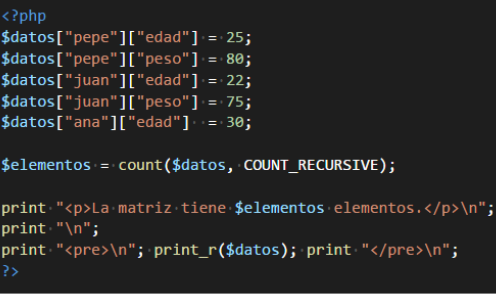 <?php
$datos["pepe"]["edad"] = 25;
$datos["pepe"]["peso"] = 80;
$datos["juan"]["edad"] = 22;
$datos["juan"]["peso"] = 75;
$datos["ana"]["edad"]  = 30;
$elementos = count($datos, COUNT_RECURSIVE);
print "<p>La matriz tiene $elementos elementos.</p>\n";
print "\n";
print "<pre>\n"; print_r($datos); print "</pre>\n";
?>